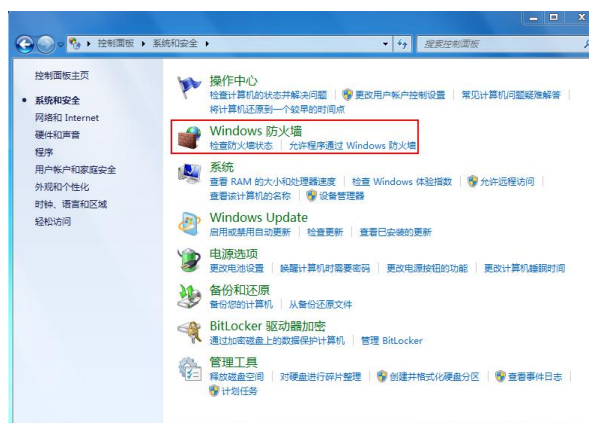 控制面板 ▸ 系统和安全 ▸
搜索控制面板
控制面板主页
系统和安全
网络和 Internet
硬件和声音
程序
用户帐户和家庭安全
外观和个性化
时钟、语言和区域
轻松访问
操作中心
检查计算机的状态并解决问题 更改用户帐户控制设置 常见计算机问题疑难解答
将计算机还原到一个较早的时间点
Windows 防火墙
检查防火墙状态 允许程序通过 Windows 防火墙
系统
查看 RAM 的大小和处理器速度 检查 Windows 体验指数 允许远程访问
查看该计算机的名称 设备管理器
Windows Update
启用或禁用自动更新 检查更新 查看已安装的更新
电源选项
更改电池设置 唤醒计算机时需要密码 更改电源按钮的功能 更改计算机睡眠时间
备份和还原
备份您的计算机 从备份还原文件
BitLocker 驱动器加密
通过加密磁盘上的数据保护计算机 管理 BitLocker
管理工具
释放磁盘空间 对硬盘进行碎片整理 创建并格式化硬盘分区 查看事件日志
计划任务